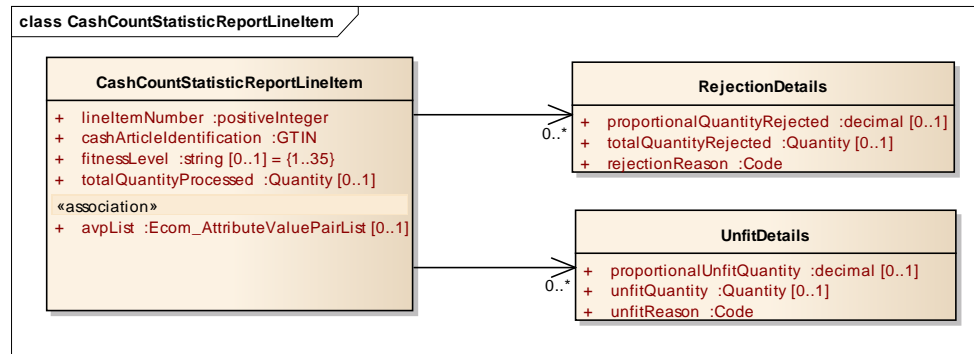 class CashCountStatisticReportLineItem
CashCountStatisticReportLineItem
+ lineItemNumber :positiveInteger
+ cashArticleIdentification :GTIN
+ fitnessLevel :string [0..1] = {1..35}
+ totalQuantityProcessed :Quantity [0..1]
«association»
+ avpList :Ecom_AttributeValuePairList [0..1]
0..*
RejectionDetails
+ proportionalQuantityRejected :decimal [0..1]
+ totalQuantityRejected :Quantity [0..1]
+ rejectionReason :Code
0..*
UnfitDetails
+ proportionalUnfitQuantity :decimal [0..1]
+ unfitQuantity :Quantity [0..1]
+ unfitReason :Code